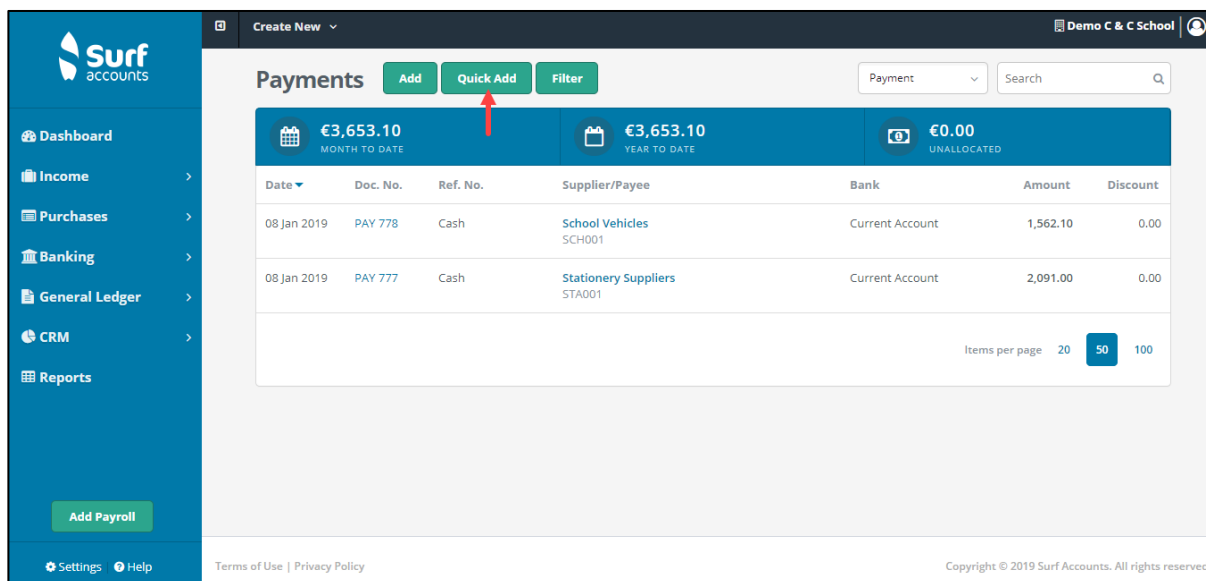 Surf
accounts
Create New
Demo C & C School
Payments Add Quick Add Filter Payment Search
€3,653.10
MONTH TO DATE
€3,653.10
YEAR TO DATE
€0.00
UNALLOCATED
Dashboard
Income
Purchases
Banking
General Ledger
CRM
Reports
Date Doc. No. Ref. No. Supplier/Payee Bank Amount Discount
08 Jan 2019 PAY 778 Cash School Vehicles Current Account 1,562.10 0.00
SCH001
08 Jan 2019 PAY 777 Cash Stationery Suppliers Current Account 2,091.00 0.00
STA001
Items per page 20 50 100
Add Payroll
Settings Help
Terms of Use | Privacy Policy
Copyright © 2019 Surf Accounts. All rights reserved